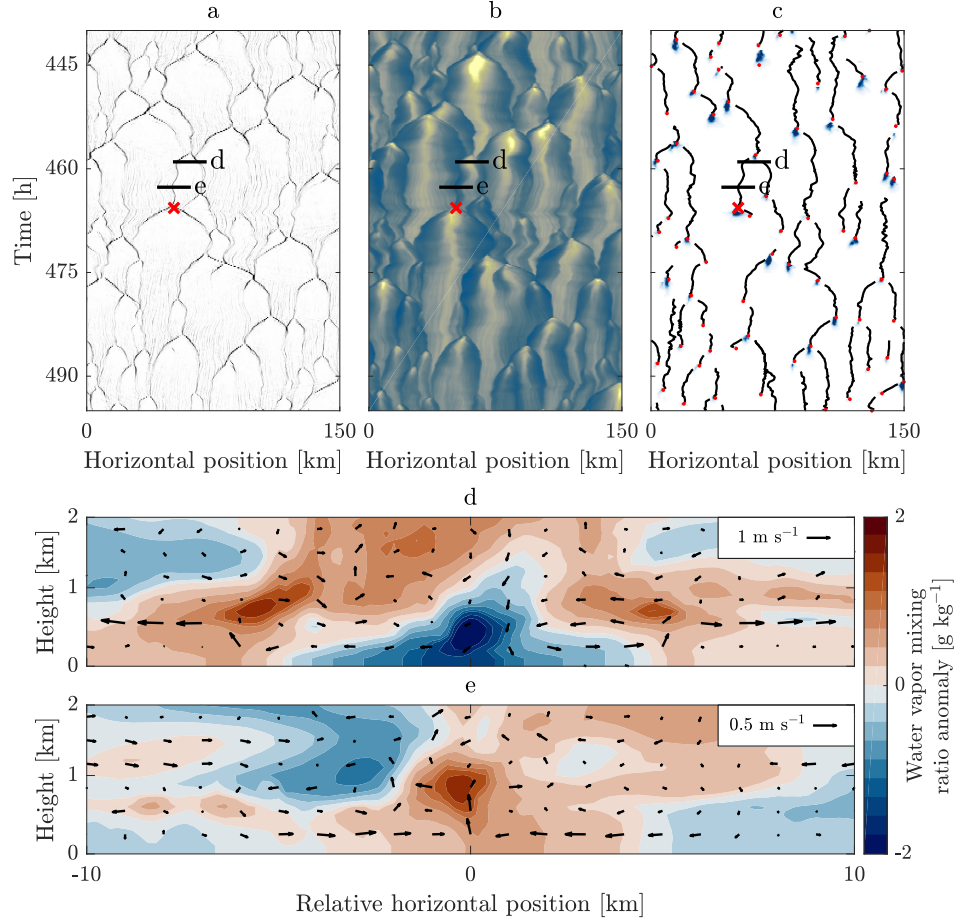 a b c
445
460
475
490
Time [h]
d
e
d
e
d
e
0 150
0 150
0 150
Horizontal position [km]
Horizontal position [km]
Horizontal position [km]
d
2
1
0
Height [km]
1 m s⁻¹
e
2
1
0
Height [km]
0.5 m s⁻¹
-10 0 10
Relative horizontal position [km]
2
0
-2
Water vapor mixing
ratio anomaly [g kg⁻¹]